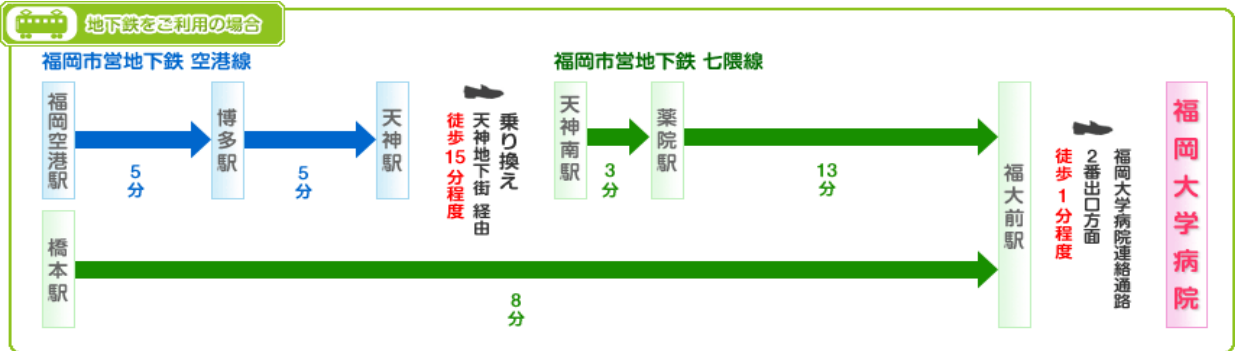 地下鉄をご利用の場合
福岡市営地下鉄 空港線
福岡空港駅
5分
博多駅
5分
天神駅
乗り換え
天神地下街 経由
徒歩15分程度
福岡市営地下鉄 七隈線
天神南駅
3分
薬院駅
13分
橋本駅
8分
福大前駅
福岡大学病院連絡通路
2番出口方面
徒歩1分程度
福岡大学病院